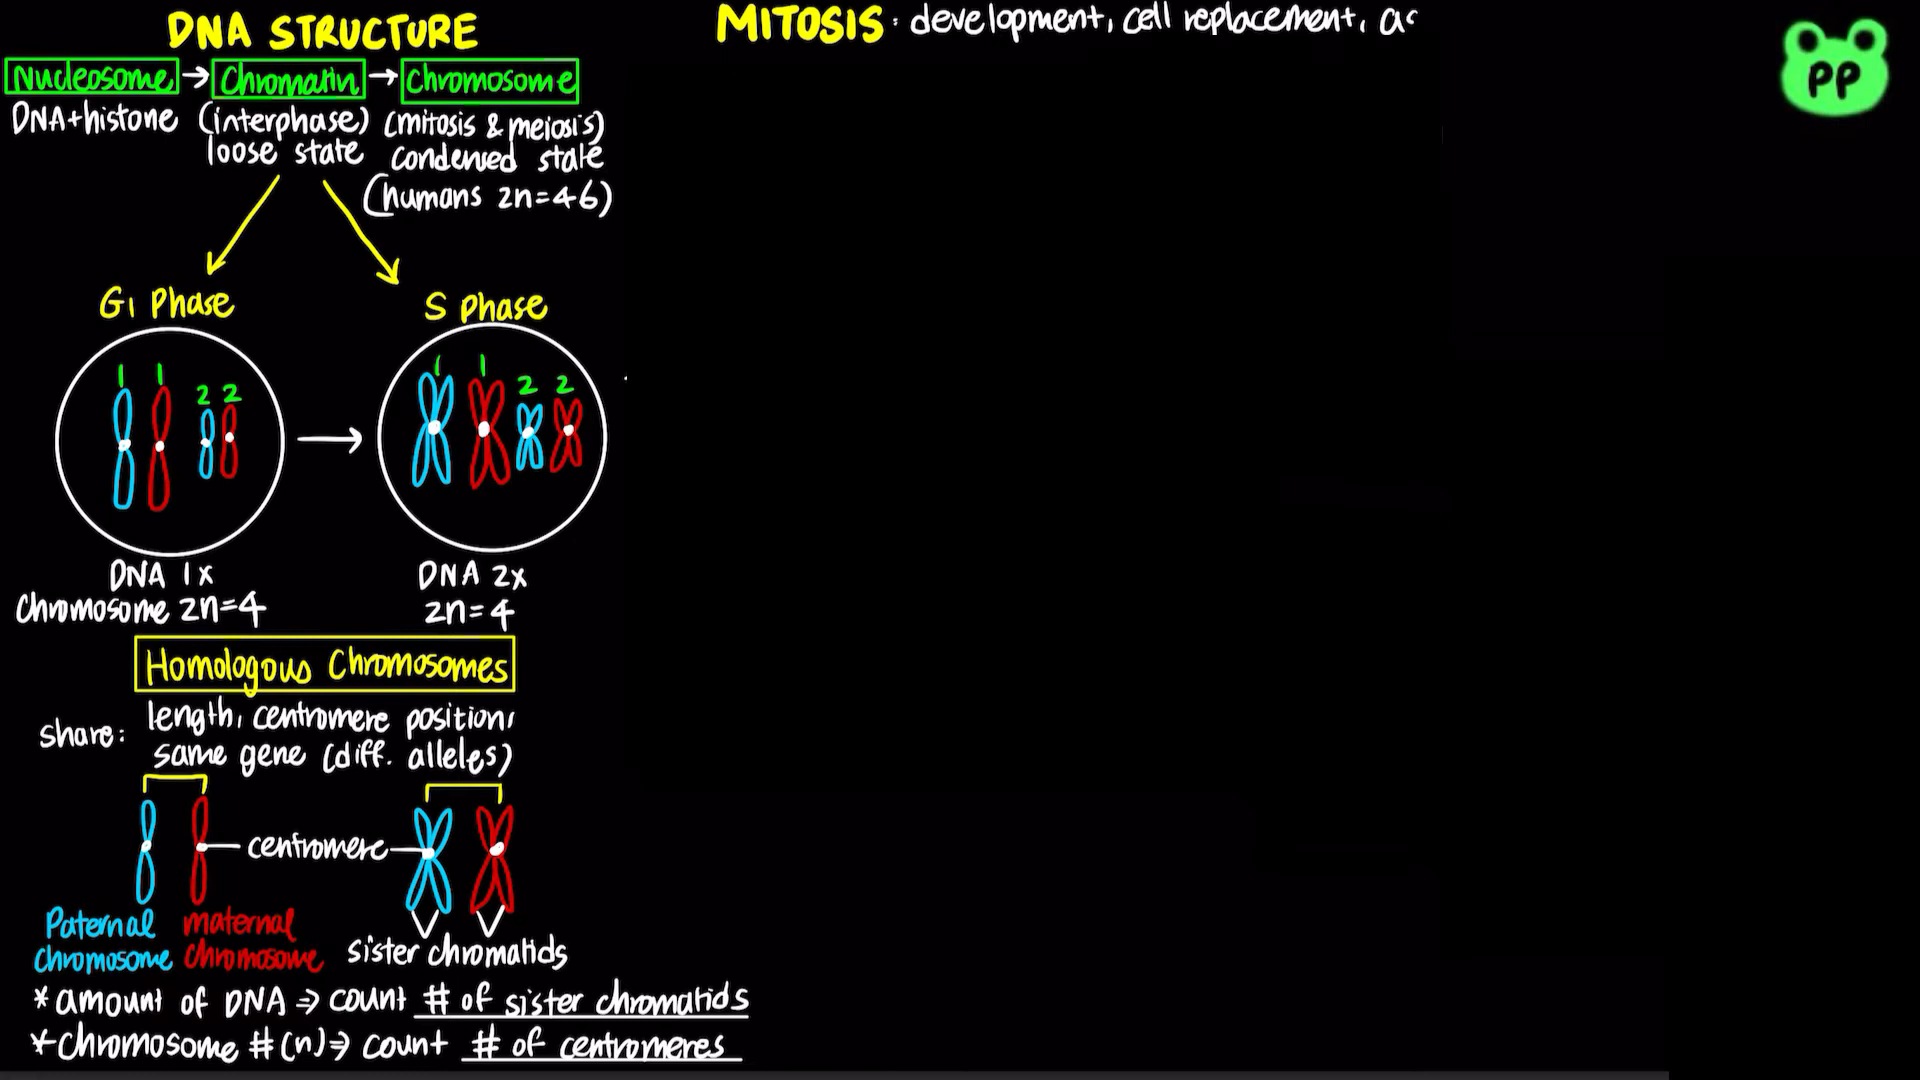 DNA STRUCTURE
Nucleosome → Chromatin → Chromosome
DNA+histone (interphase) (mitosis & meiosis)
loose state condensed state
(humans 2n=46)
G1 Phase S phase
1 1 2 2 1 1 2 2
DNA 1x DNA 2x
Chromosome 2n=4 2n=4
Homologous Chromosomes
share: length, centromere position,
same gene (diff. alleles)
centromere
Paternal maternal
chromosome chromosome sister chromatids
*amount of DNA ⇒ count # of sister chromatids
*chromosome # (n) ⇒ count # of centromeres
MITOSIS: development, cell replacement, a
PP